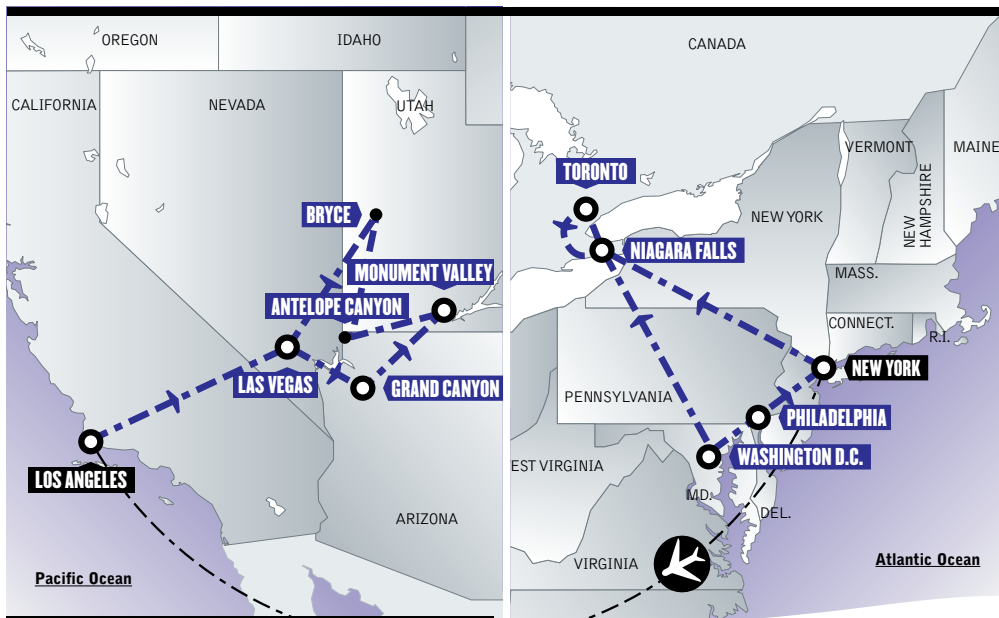 OREGON
IDAHO
CALIFORNIA
NEVADA
UTAH
BRYCE
MONUMENT VALLEY
ANTELOPE CANYON
LAS VEGAS
GRAND CANYON
LOS ANGELES
ARIZONA
Pacific Ocean
CANADA
VERMONT
MAINE
TORONTO
NEW
HAMPSHIRE
NEW YORK
NIAGARA FALLS
MASS.
CONNECT.
R.I.
NEW YORK
PENNSYLVANIA
PHILADELPHIA
WASHINGTON D.C.
EST VIRGINIA
MD.
DEL.
VIRGINIA
Atlantic Ocean